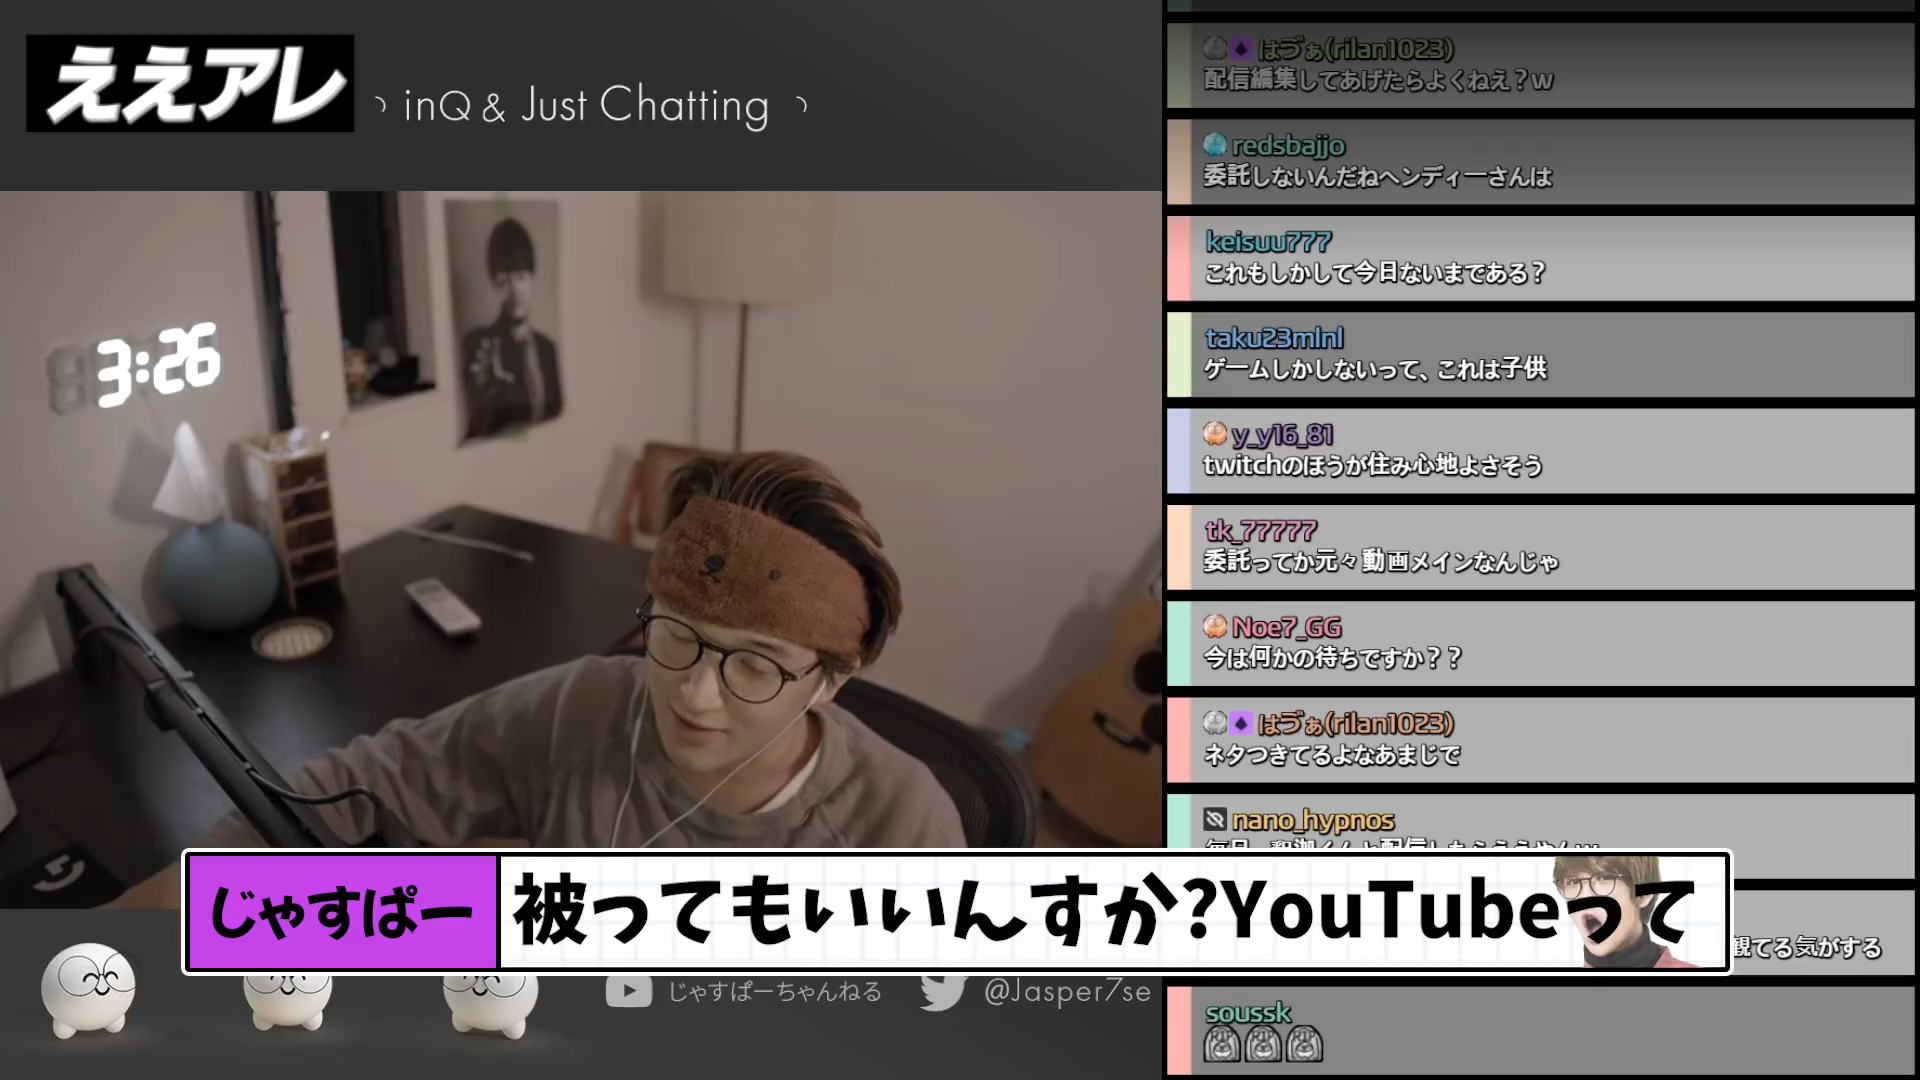 ええアレ
inQ & Just Chatting
3:26
はづぁ(rilan1023)
配信編集してあげたらよくねえ？w
redsbajjo
委託しないんだねヘンディーさんは
keisuu777
これもしかして今日ないまである？
taku23mlnl
ゲームしかしないって、これは子供
y_y16_81
twitchのほうが住み心地よさそう
tk_77777
委託ってか元々動画メインなんじゃ
Noe7_GG
今は何かの待ちですか？？
はづぁ(rilan1023)
ネタつきてるよなあまじで
nano_hypnos
観てる気がする
soussk
RIP RIP RIP
じゃすぱー
被ってもいいんすか?YouTubeって
じゃすぱーちゃんねる
@Jasper7se